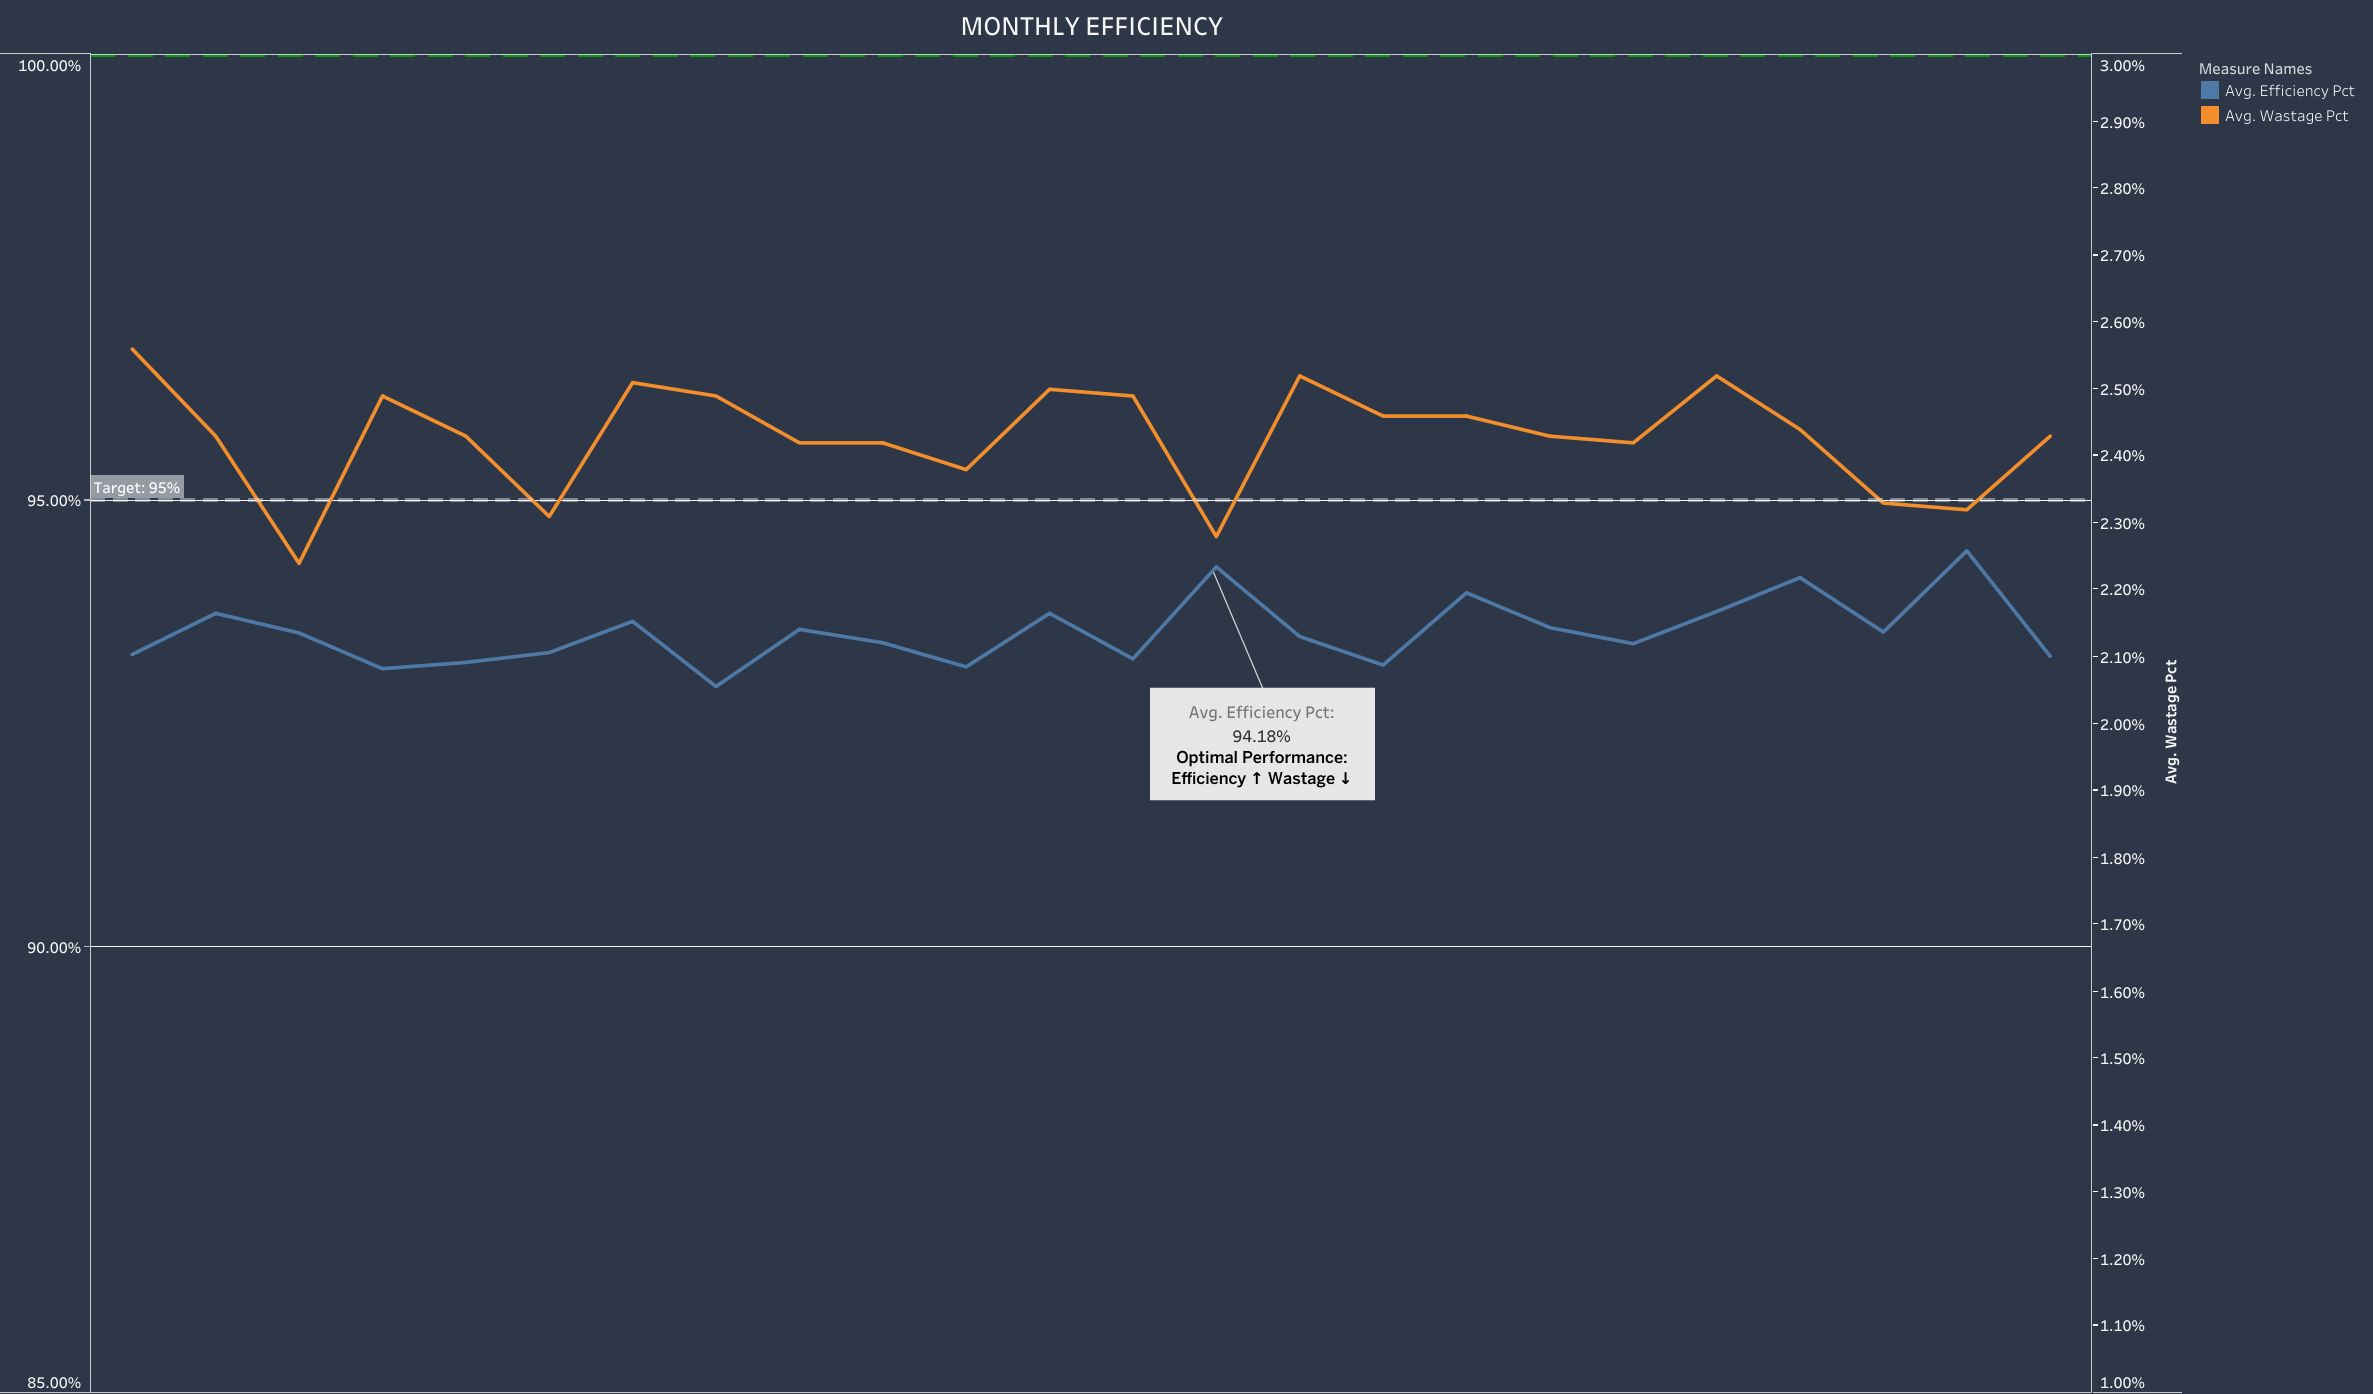 MONTHLY EFFICIENCY
100.00%
95.00%
90.00%
85.00%
Target: 95%
Avg. Efficiency Pct:
94.18%
Optimal Performance:
Efficiency ↑ Wastage ↓
3.00%
2.90%
2.80%
2.70%
2.60%
2.50%
2.40%
2.30%
2.20%
2.10%
2.00%
1.90%
1.80%
1.70%
1.60%
1.50%
1.40%
1.30%
1.20%
1.10%
1.00%
Avg. Wastage Pct
Measure Names
Avg. Efficiency Pct
Avg. Wastage Pct